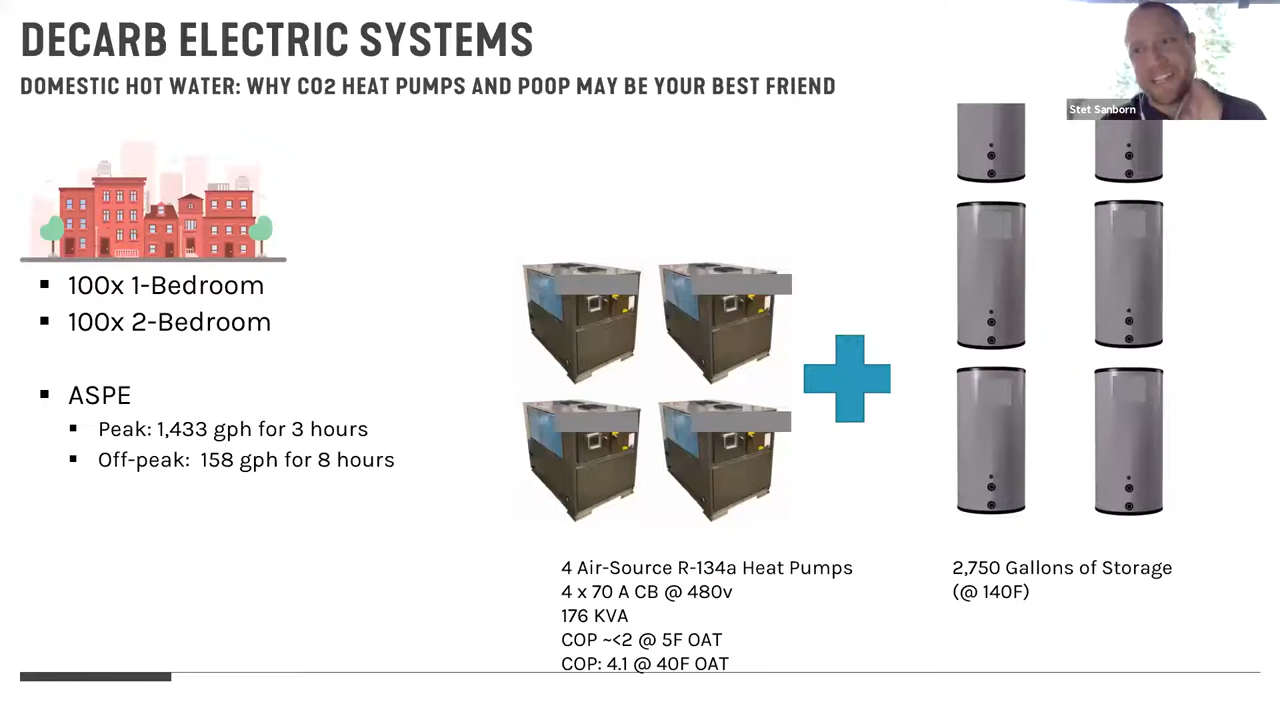 DECARB ELECTRIC SYSTEMS
DOMESTIC HOT WATER: WHY CO2 HEAT PUMPS AND POOP MAY BE YOUR BEST FRIEND
Stet Sanborn
▪ 100x 1-Bedroom
▪ 100x 2-Bedroom
▪ ASPE
▪ Peak: 1,433 gph for 3 hours
▪ Off-peak: 158 gph for 8 hours
4 Air-Source R-134a Heat Pumps
4 x 70 A CB @ 480v
176 KVA
COP ~<2 @ 5F OAT
COP: 4.1 @ 40F OAT
2,750 Gallons of Storage
(@ 140F)